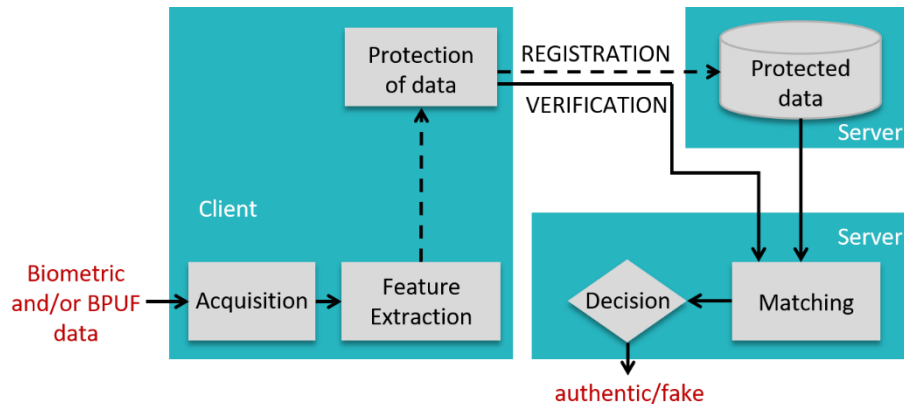 Protection
of data
REGISTRATION
VERIFICATION
Protected
data
Server
Client
Server
Biometric
and/or BPUF
data
Acquisition
Feature
Extraction
Decision
Matching
authentic/fake